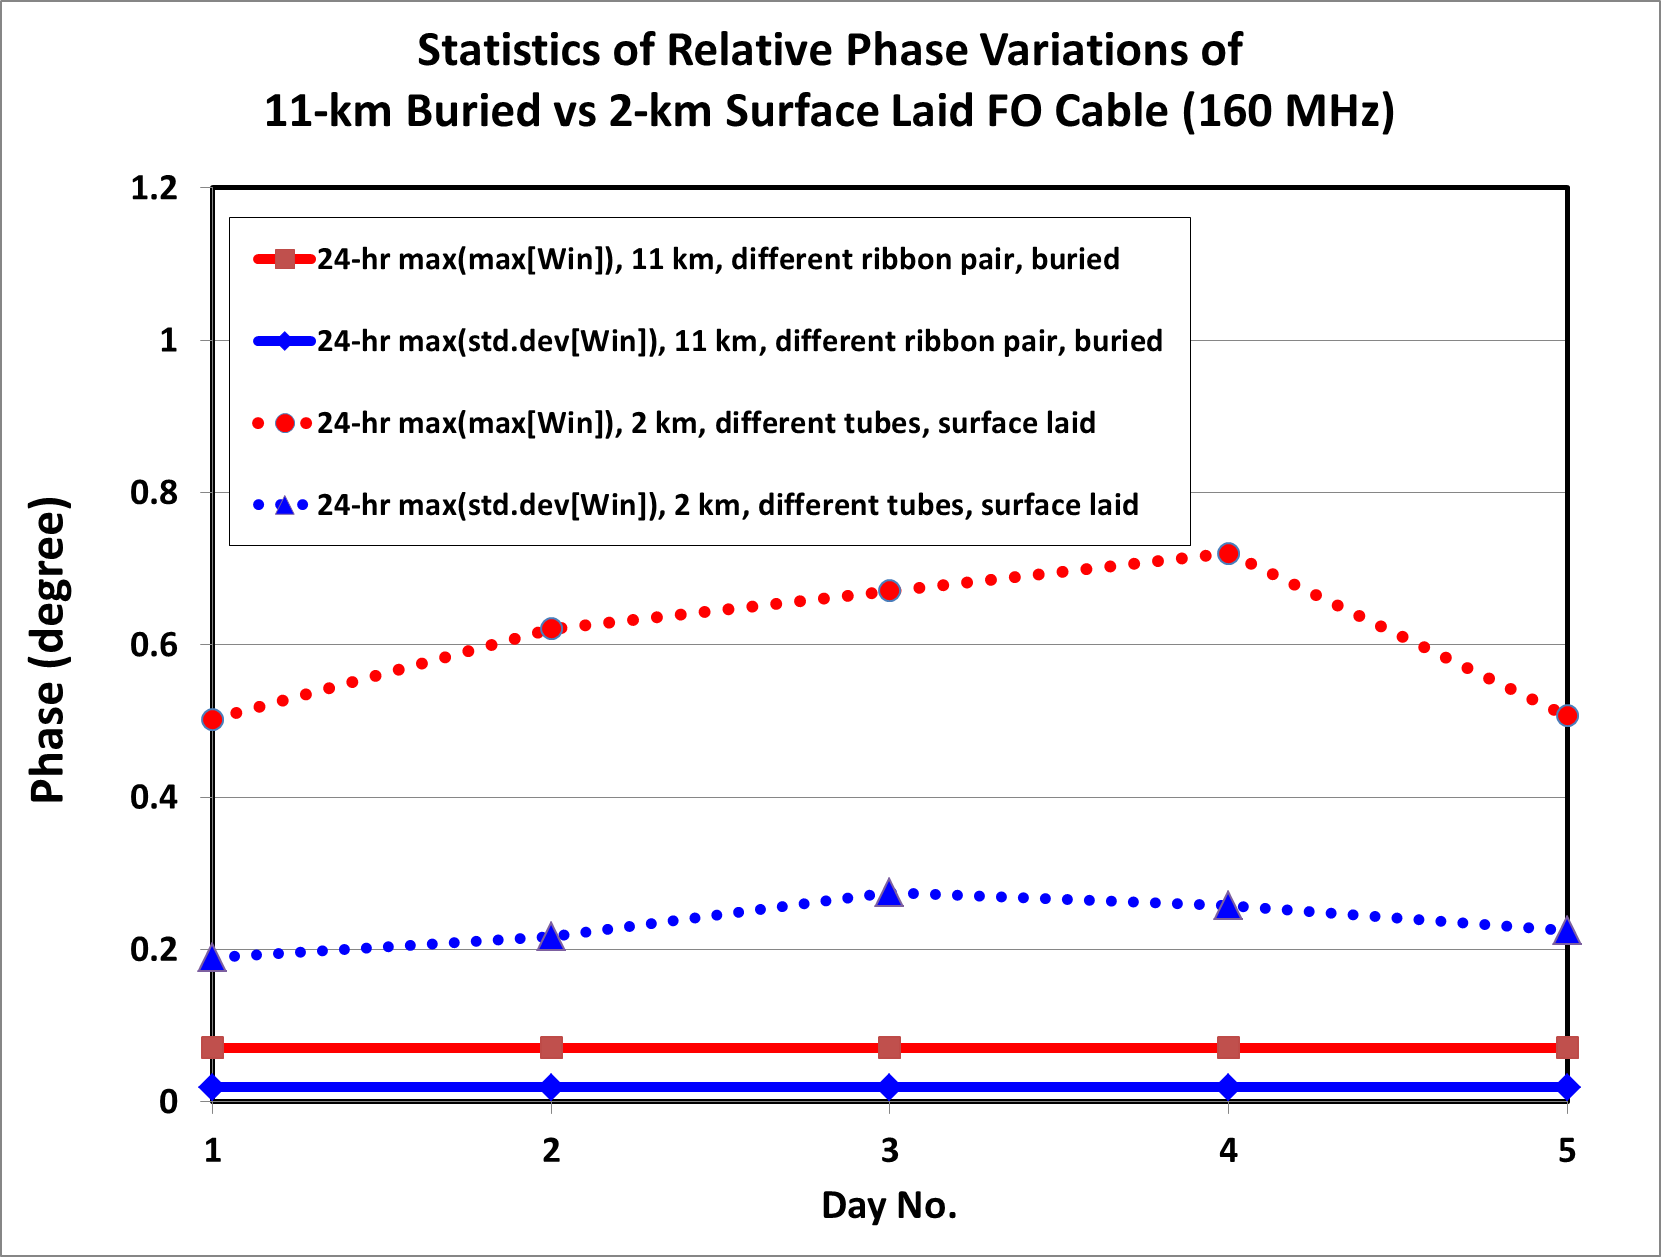 Statistics of Relative Phase Variations of
11-km Buried vs 2-km Surface Laid FO Cable (160 MHz)
1.2
1
0.8
0.6
0.4
0.2
0
Phase (degree)
24-hr max(max[Win]), 11 km, different ribbon pair, buried
24-hr max(std.dev[Win]), 11 km, different ribbon pair, buried
24-hr max(max[Win]), 2 km, different tubes, surface laid
24-hr max(std.dev[Win]), 2 km, different tubes, surface laid
1 2 3 4 5
Day No.